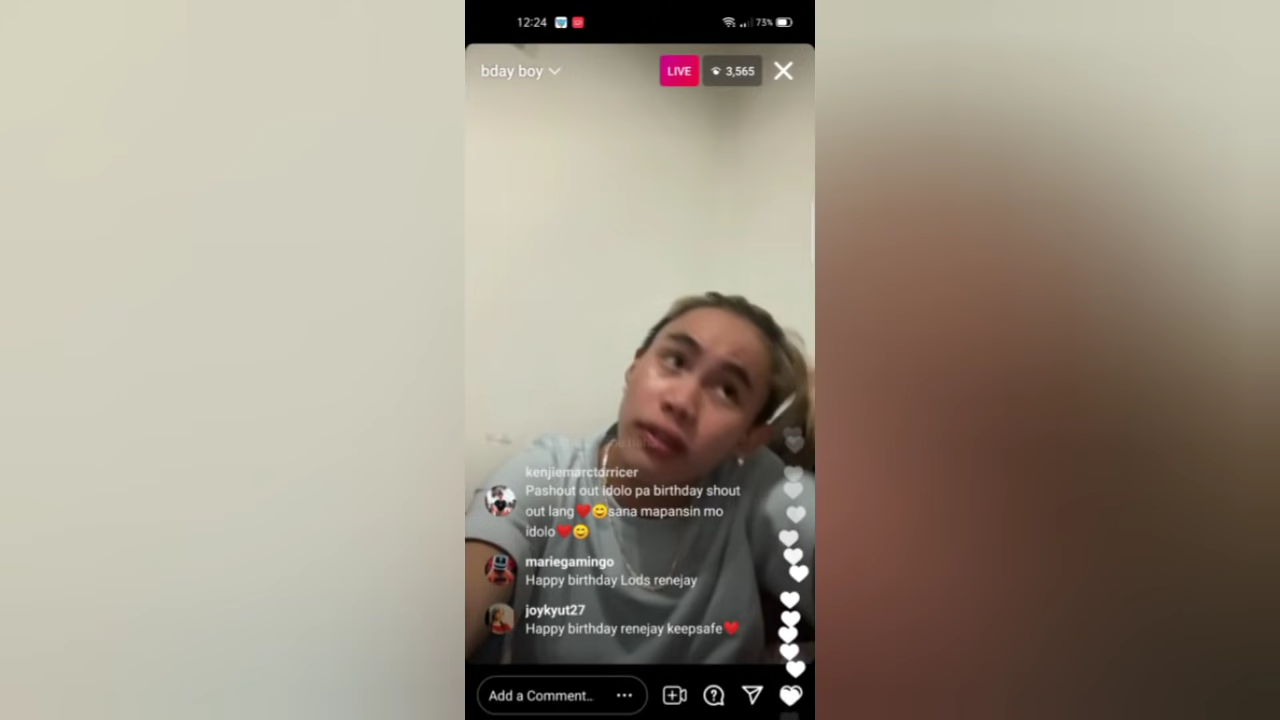 12:24
73%
bday boy
LIVE
3,565
kenjiemarctorricer
Pashout out idolo pa birthday shout
out lang❤️😊sana mapansin mo
idolo❤️😊
mariegamingo
Happy birthday Lods renejay
joykyut27
Happy birthday renejay keepsafe❤️
Add a Comment..